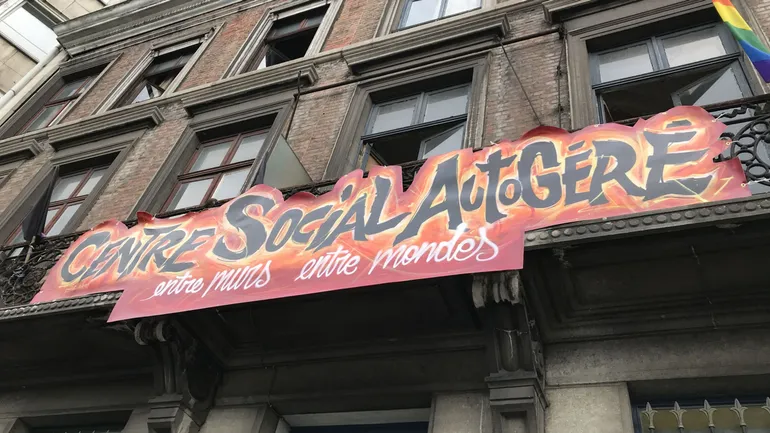 CENTRE SOCIAL AUTOGÉRÉ
entre murs entre mondes